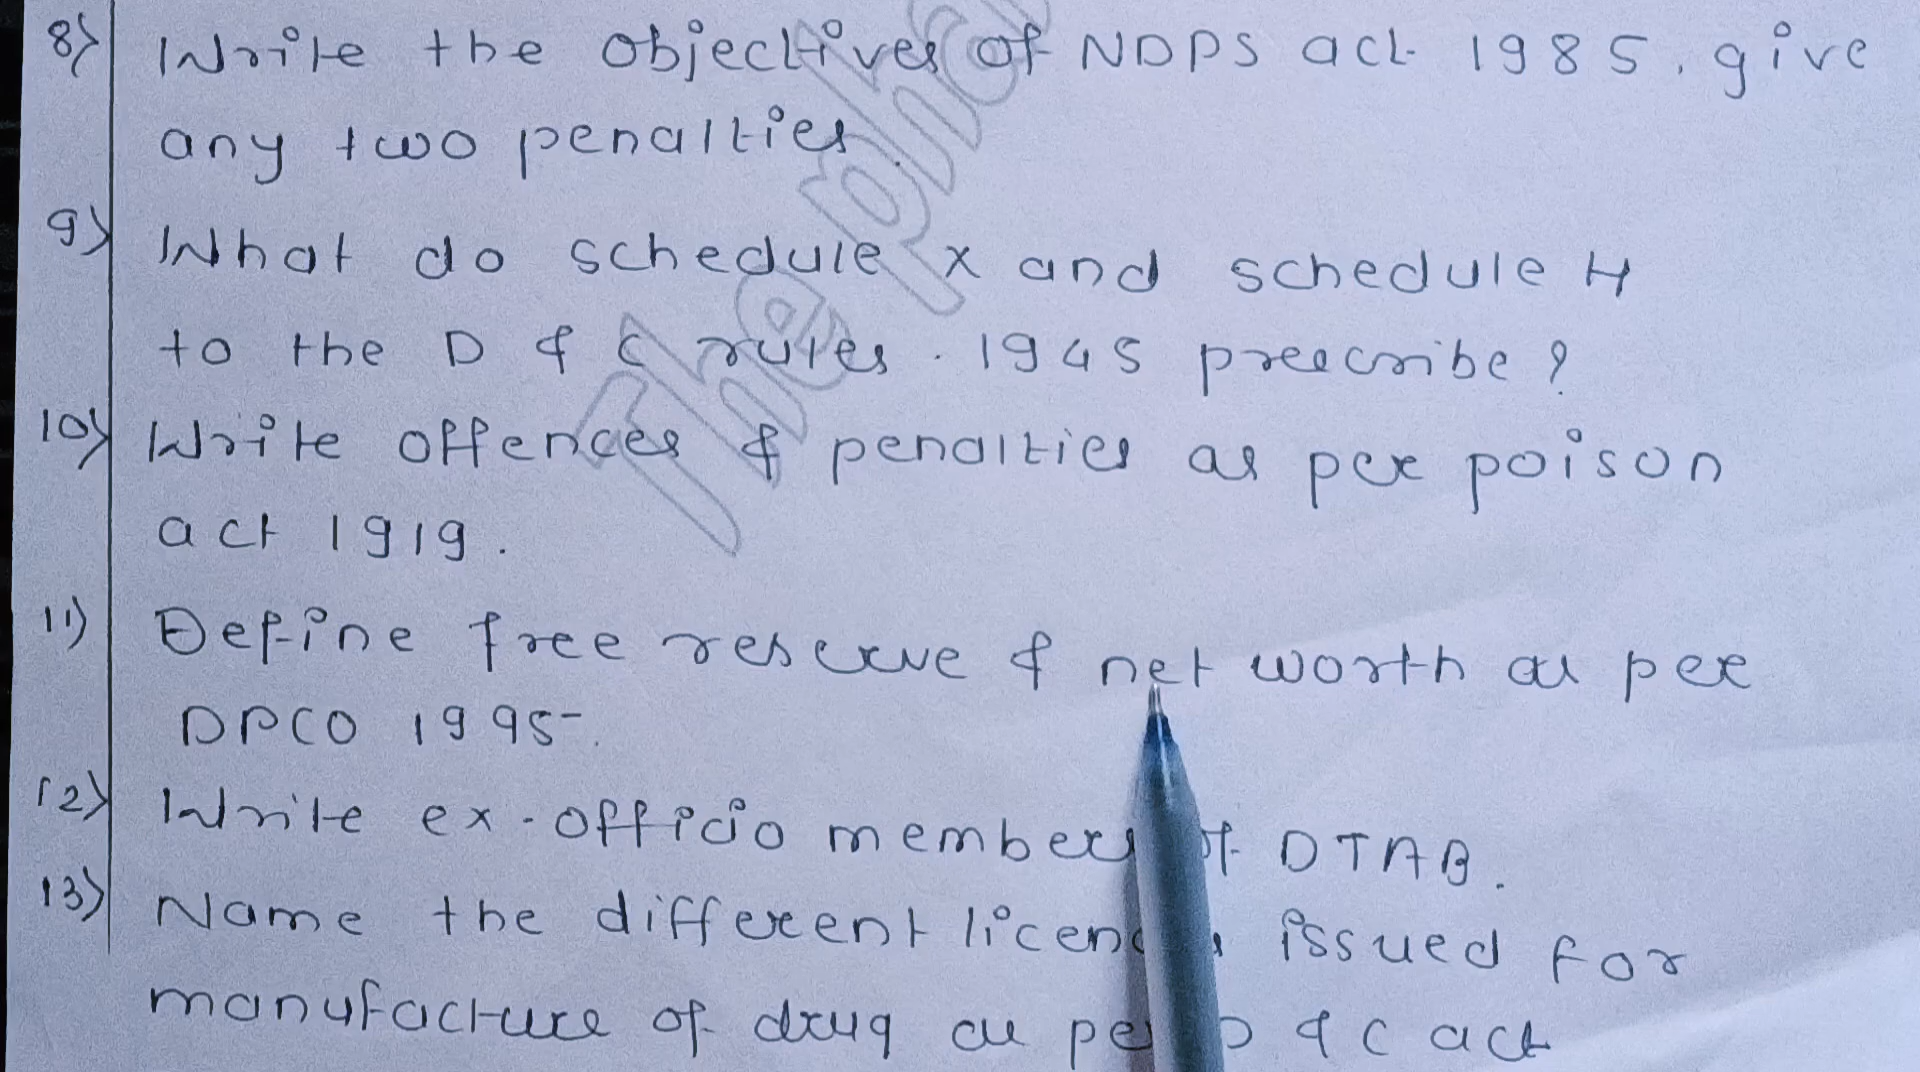 8) Write the objectives of NDPS act 1985. give
any two penalties.
9) What do schedule x and schedule H
to the D & C rules. 1945 prescribe?
10) Write offences & penalties as per poison
act 1919.
11) Define free reserve & net worth as per
DPCO 1995.
12) Write ex-officio members of DTAB.
13) Name the different issued for
manufacture of drug as D & C act